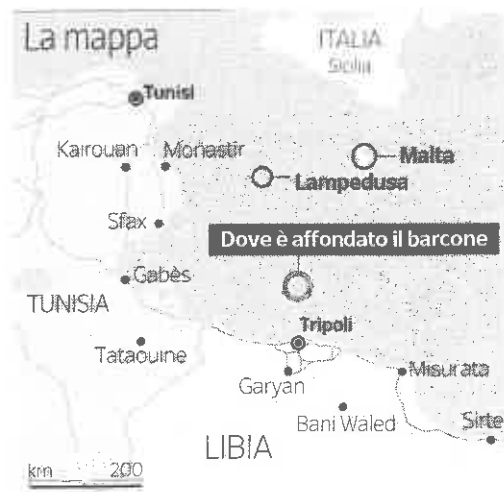 La mappa
ITALIA
Sicilia
Tunisi
Kairouan
Monastir
Malta
Lampedusa
Sfax
Dove è affondato il barcone
Gabès
TUNISIA
Tripoli
Tataouine
Garyan
Misurata
Bani Waled
Sirte
LIBIA
km 200